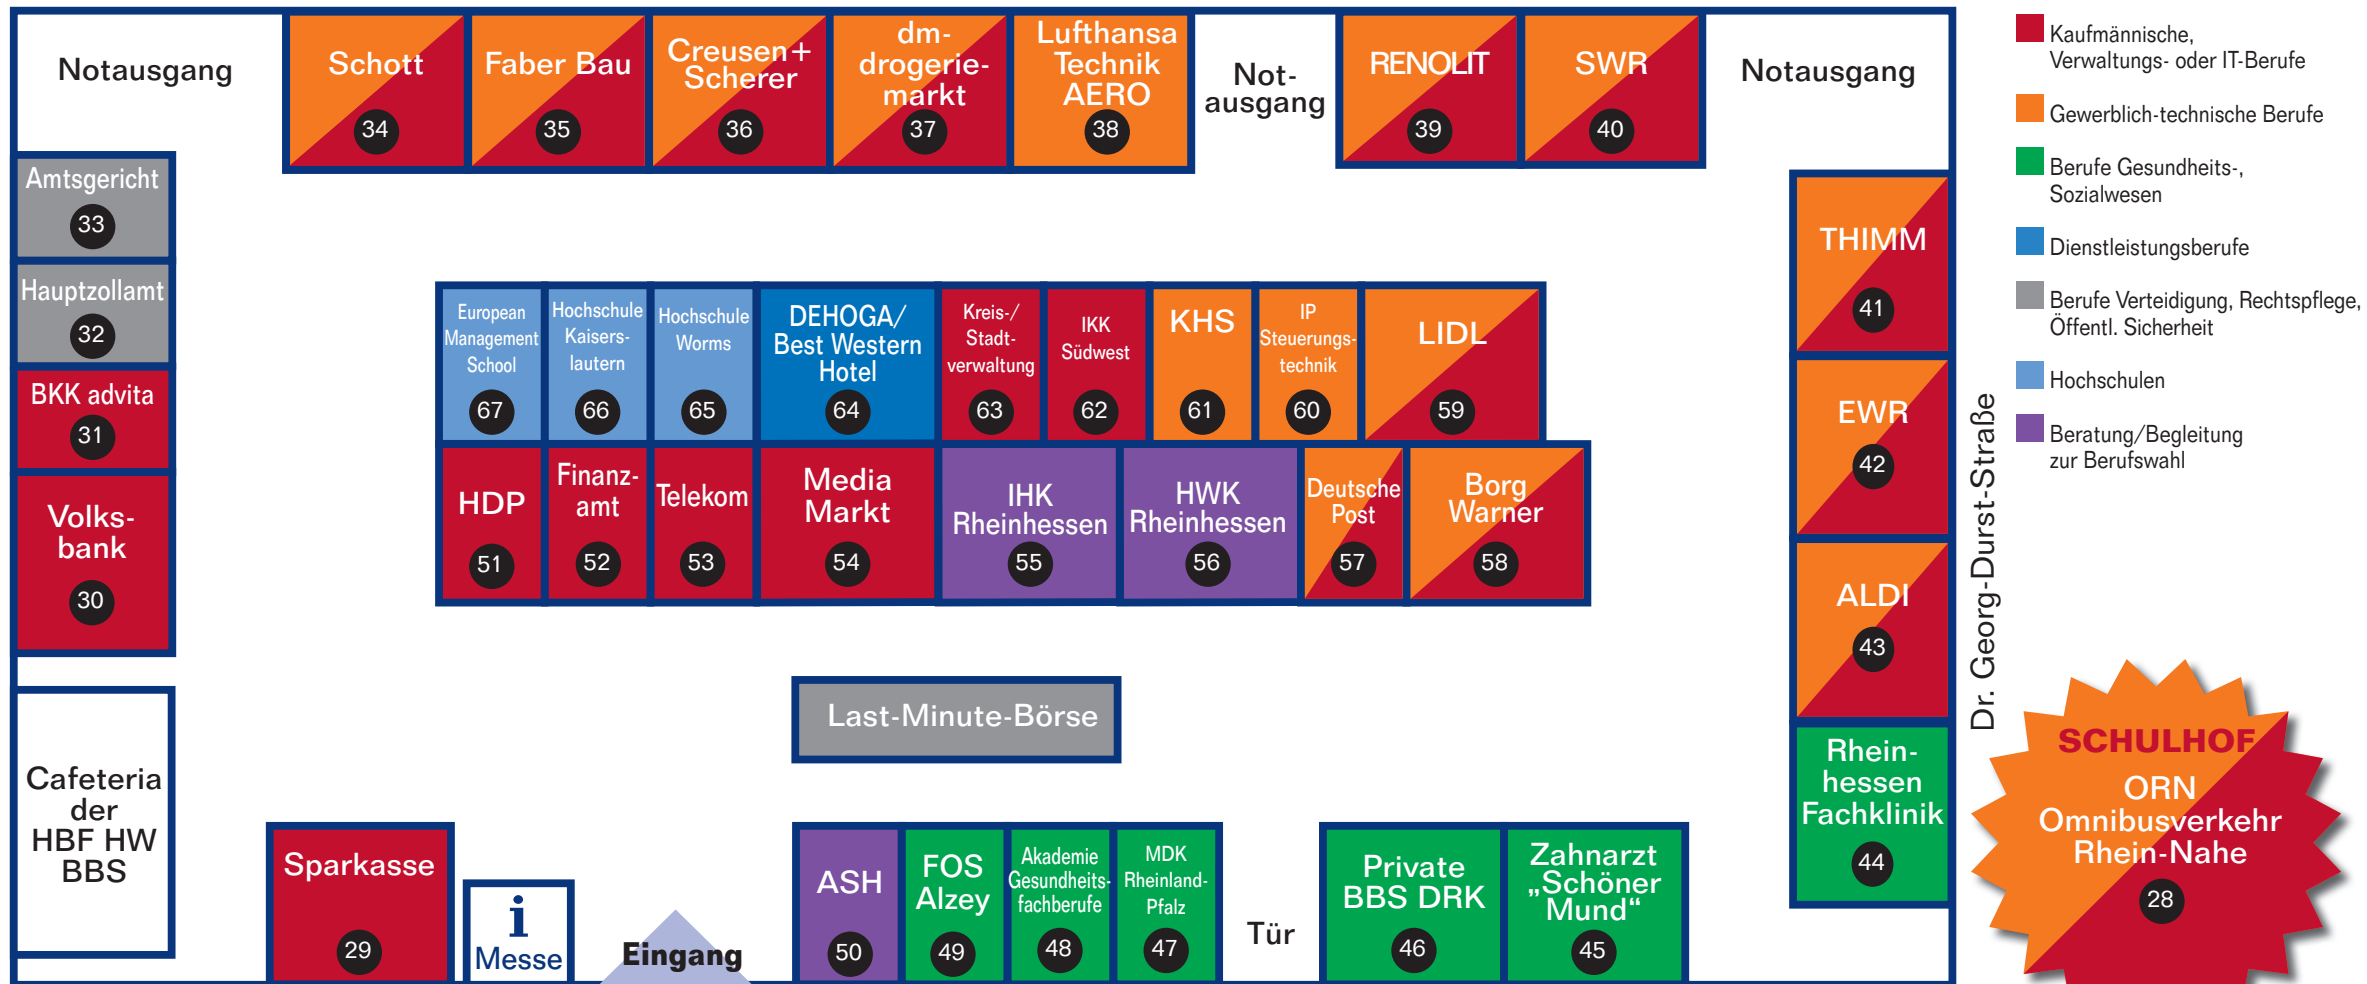 Notausgang
Schott
34
Faber Bau
35
Creusen+
Scherer
36
dm-
drogerie-
markt
37
Lufthansa
Technik
AERO
38
Not-
ausgang
RENOLIT
39
SWR
40
Notausgang
Kaufmännische,
Verwaltungs- oder IT-Berufe
Gewerblich-technische Berufe
Berufe Gesundheits-,
Sozialwesen
Dienstleistungsberufe
Berufe Verteidigung, Rechtspflege,
Öffentl. Sicherheit
Hochschulen
Beratung/Begleitung
zur Berufswahl
Amtsgericht
33
Hauptzollamt
32
BKK advita
31
Volks-
bank
30
European
Management
School
67
Hochschule
Kaisers-
lautern
66
Hochschule
Worms
65
DEHOGA/
Best Western
Hotel
64
Kreis-/
Stadt-
verwaltung
63
IKK
Südwest
62
KHS
61
IP
Steuerungs-
technik
60
LIDL
59
HDP
51
Finanz-
amt
52
Telekom
53
Media
Markt
54
IHK
Rheinhessen
55
HWK
Rheinhessen
56
Deutsche
Post
57
Borg
Warner
58
THIMM
41
EWR
42
ALDI
43
Rhein-
hessen
Fachklinik
44
Dr. Georg-Durst-Straße
SCHULHOF
ORN
Omnibusverkehr
Rhein-Nahe
28
Last-Minute-Börse
Cafeteria
der
HBF HW
BBS
Sparkasse
29
i
Messe
Eingang
ASH
50
FOS
Alzey
49
Akademie
Gesundheits-
fachberufe
48
MDK
Rheinland-
Pfalz
47
Tür
Private
BBS DRK
46
Zahnarzt
„Schöner
Mund“
45